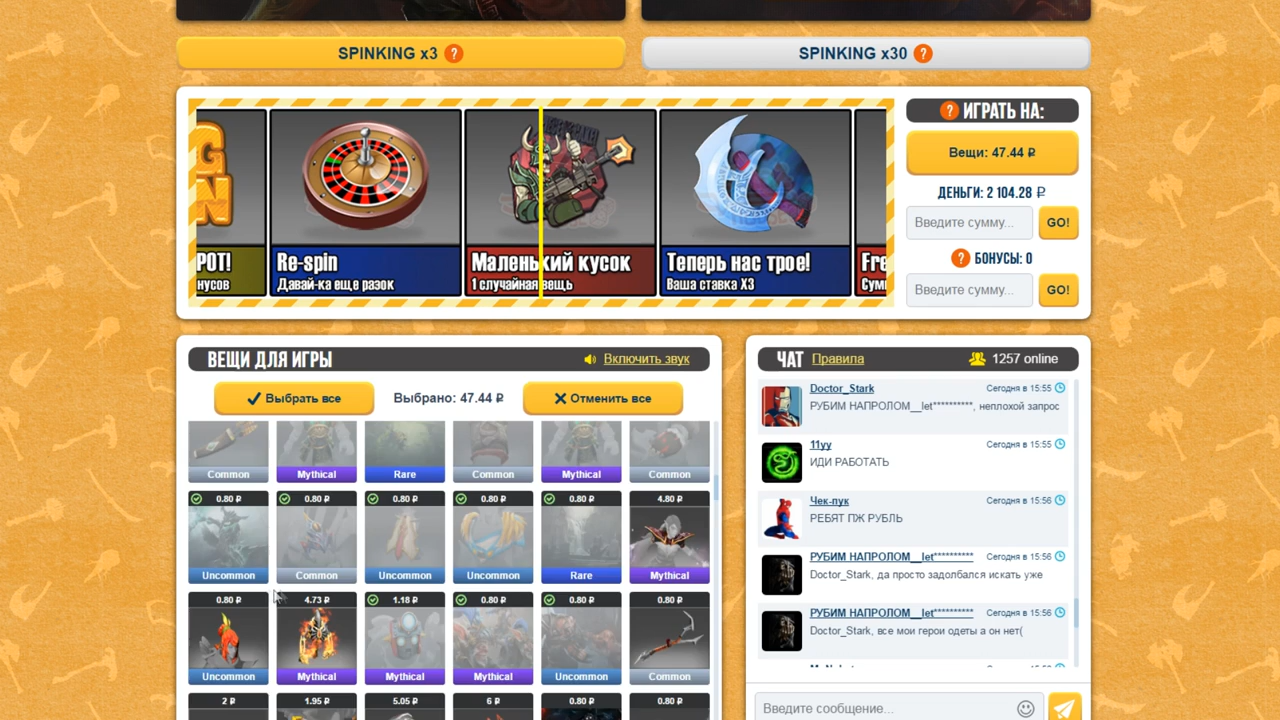 SPINKING x3 ?
SPINKING x30 ?
G
N
РОТ!
нусов
Re-spin
Давай-ка еще разок
Маленький кусок
1 случайная вещь
Теперь нас трое!
Ваша ставка X3
Fre
Сум
? ИГРАТЬ НА:
Вещи: 47.44 ₽
ДЕНЬГИ: 2 104.28 ₽
Введите сумму... GO!
? БОНУСЫ: 0
Введите сумму... GO!
ВЕЩИ ДЛЯ ИГРЫ Включить звук
Выбрать все Выбрано: 47.44 ₽ Отменить все
Common Mythical Rare Common Mythical Common
0.80 ₽ 0.80 ₽ 0.80 ₽ 0.80 ₽ 0.80 ₽ 4.80 ₽
Uncommon Common Uncommon Uncommon Rare Mythical
0.80 ₽ 4.73 ₽ 1.18 ₽ 0.80 ₽ 0.80 ₽ 0.80 ₽
Uncommon Mythical Mythical Mythical Uncommon Common
2 ₽ 1.95 ₽ 5.05 ₽ 6 ₽ 0.80 ₽ 0.80 ₽
ЧАТ Правила 1257 online
Doctor_Stark Сегодня в 15:55
РУБИМ НАПРОЛОМ__let**********, неплохой запрос
11уу Сегодня в 15:55
ИДИ РАБОТАТЬ
Чек-пук Сегодня в 15:56
РЕБЯТ ПЖ РУБЛЬ
РУБИМ НАПРОЛОМ__let********** Сегодня в 15:56
Doctor_Stark, да просто задолбался искать уже
РУБИМ НАПРОЛОМ__let********** Сегодня в 15:56
Doctor_Stark, все мои герои одеты а он нет(
Введите сообщение...